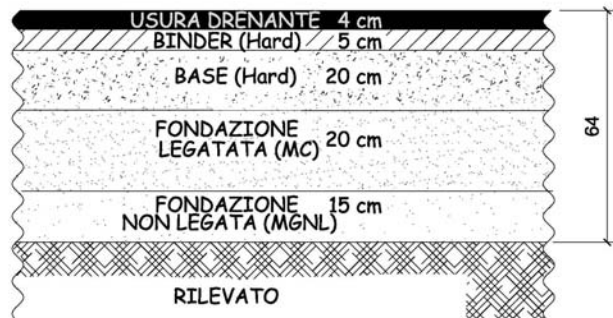 USURA DRENANTE 4 cm
BINDER (Hard) 5 cm
BASE (Hard) 20 cm
FONDAZIONE
LEGATATA (MC) 20 cm
FONDAZIONE 15 cm
NON LEGATA (MGNL)
64
RILEVATO